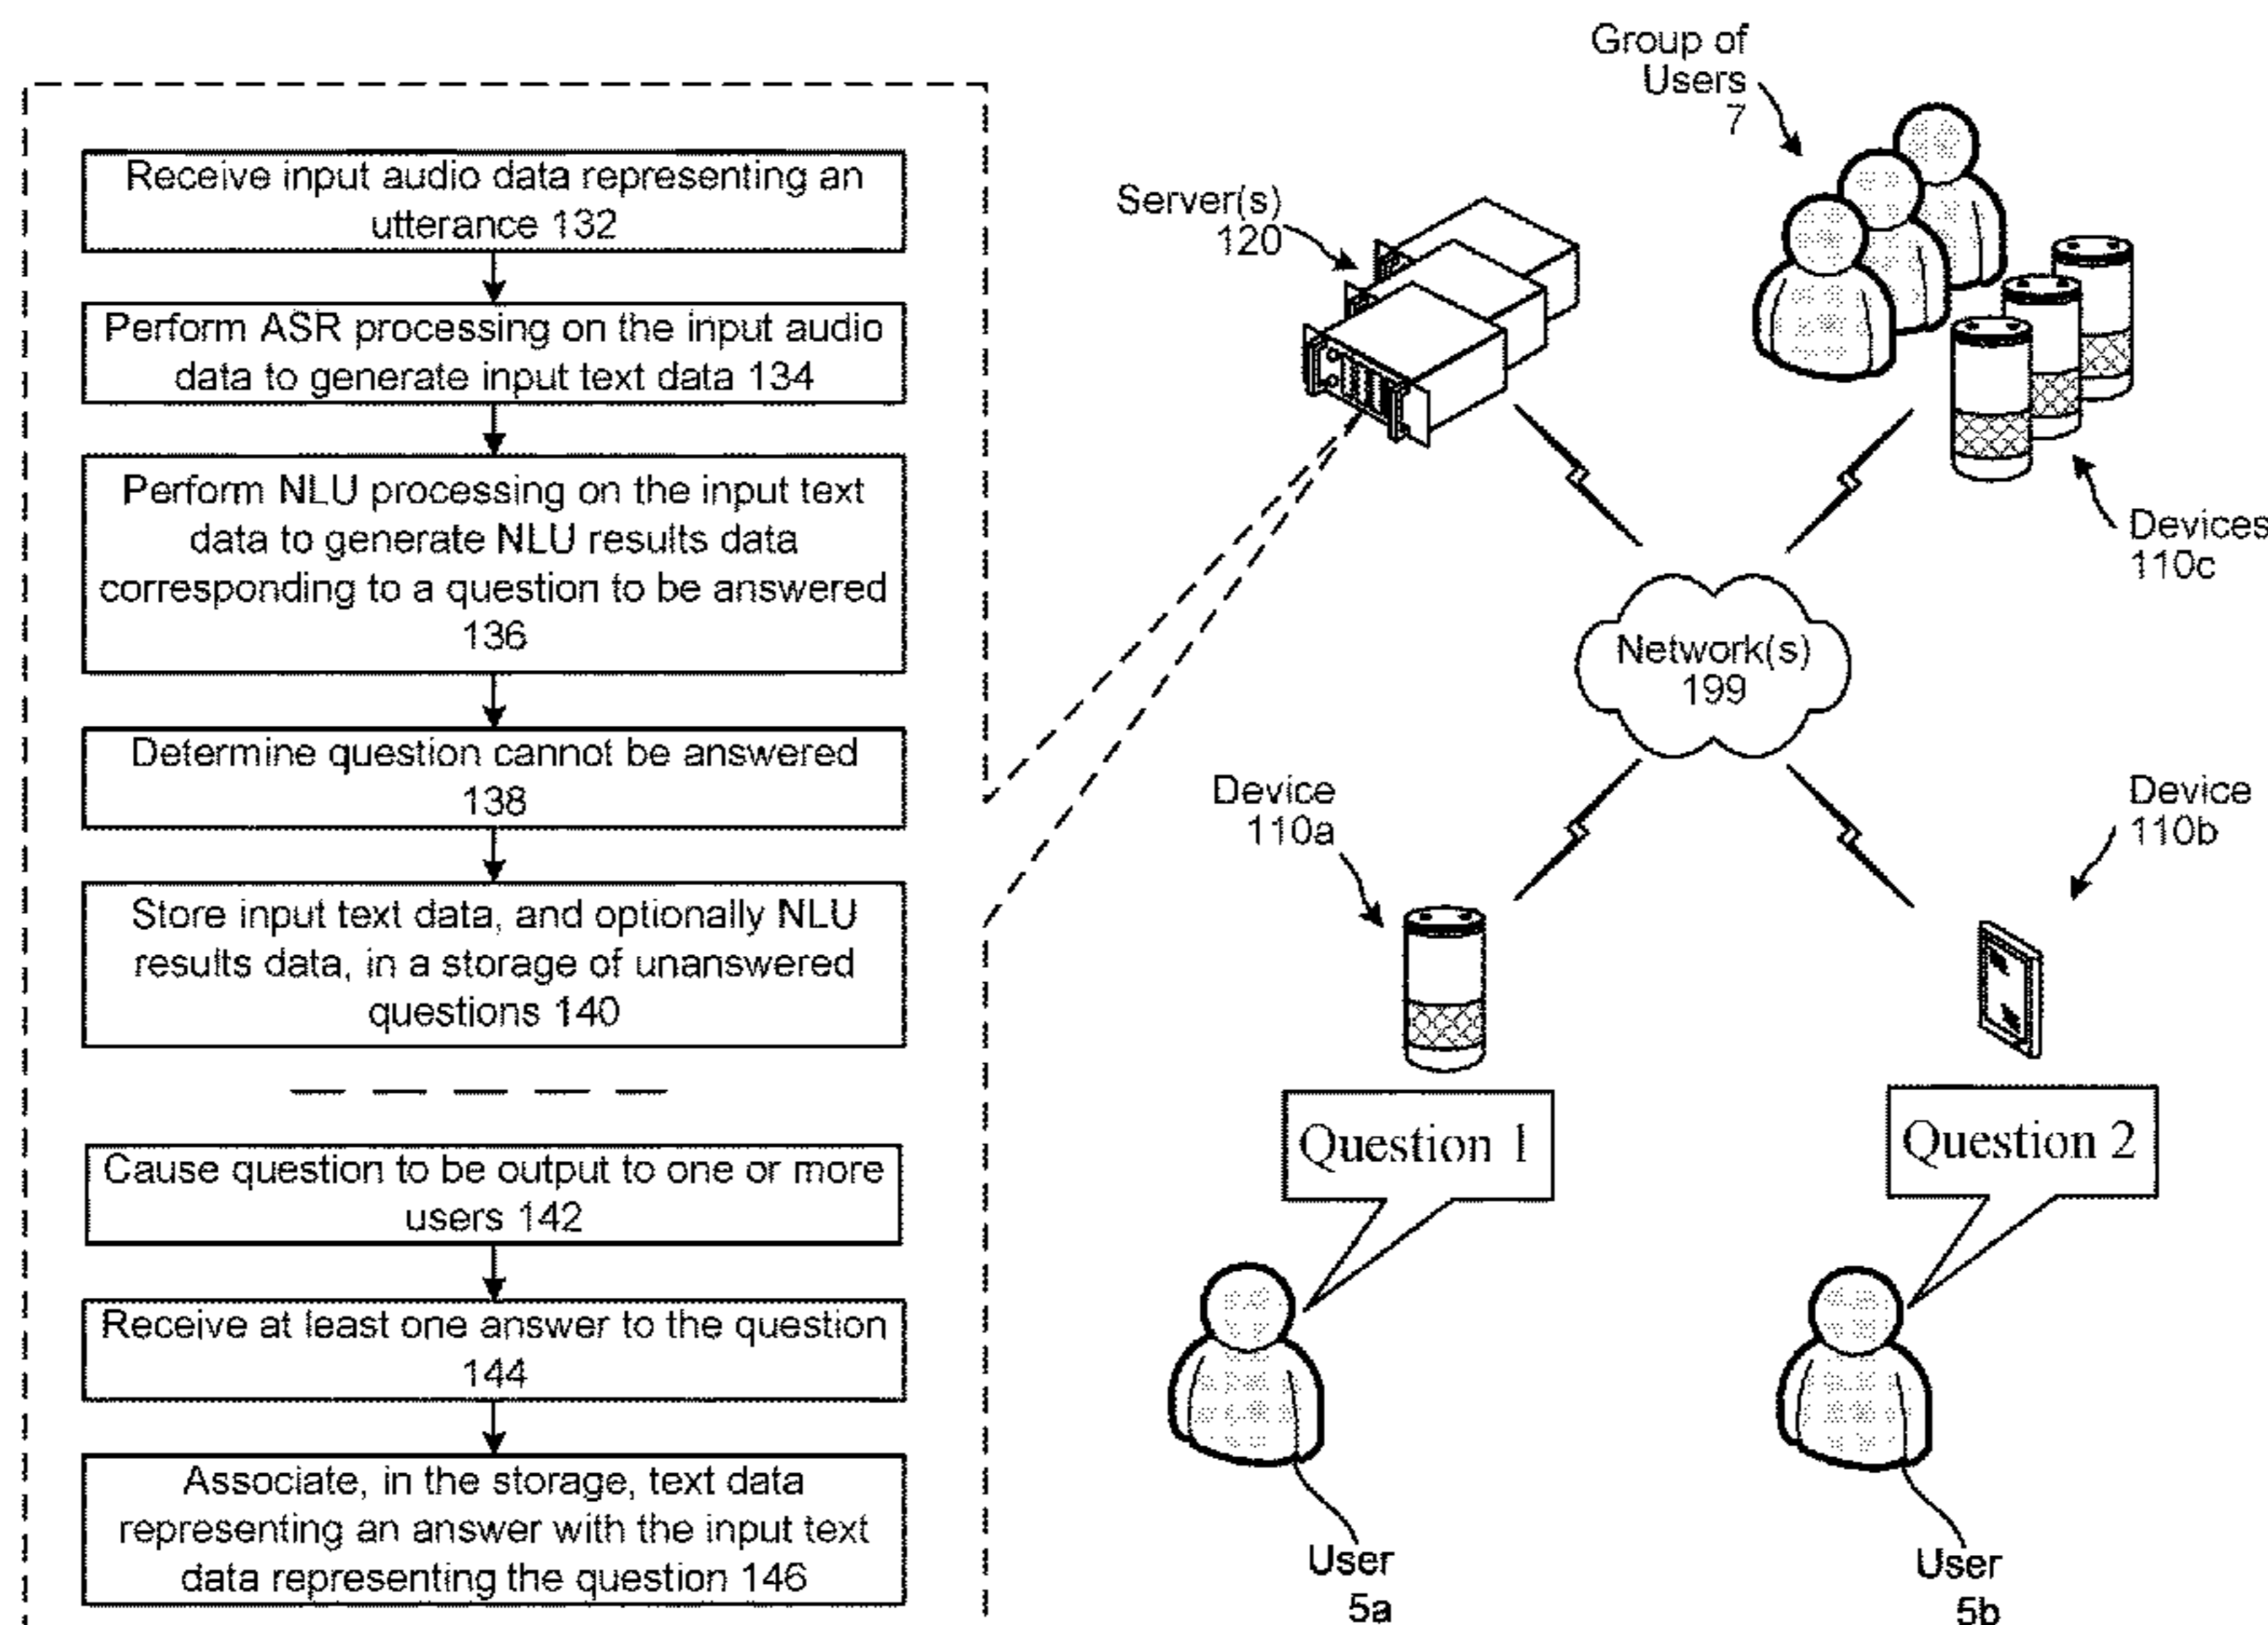 Receive input audio data representing an
utterance 132
Perform ASR processing on the input audio
data to generate input text data 134
Perform NLU processing on the input text
data to generate NLU results data
corresponding to a question to be answered
136
Determine question cannot be answered
138
Store input text data, and optionally NLU
results data, in a storage of unanswered
questions 140
Cause question to be output to one or more
users 142
Receive at least one answer to the question
144
Associate, in the storage, text data
representing an answer with the input text
data representing the question 146
Group of
Users
7
Server(s)
120
Devices
110c
Network(s)
199
Device
110a
Device
110b
Question 1
Question 2
User
5a
User
5b